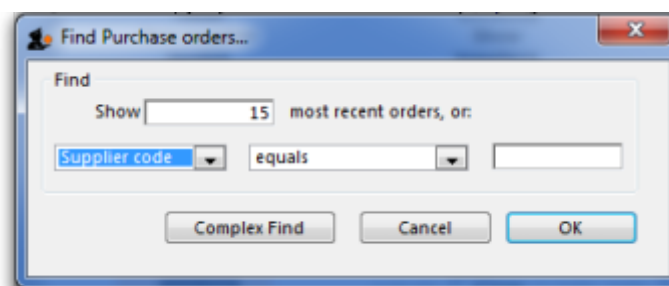 Find Purchase orders...
Find
Show 15 most recent orders, or:
Supplier code equals
Complex Find Cancel OK